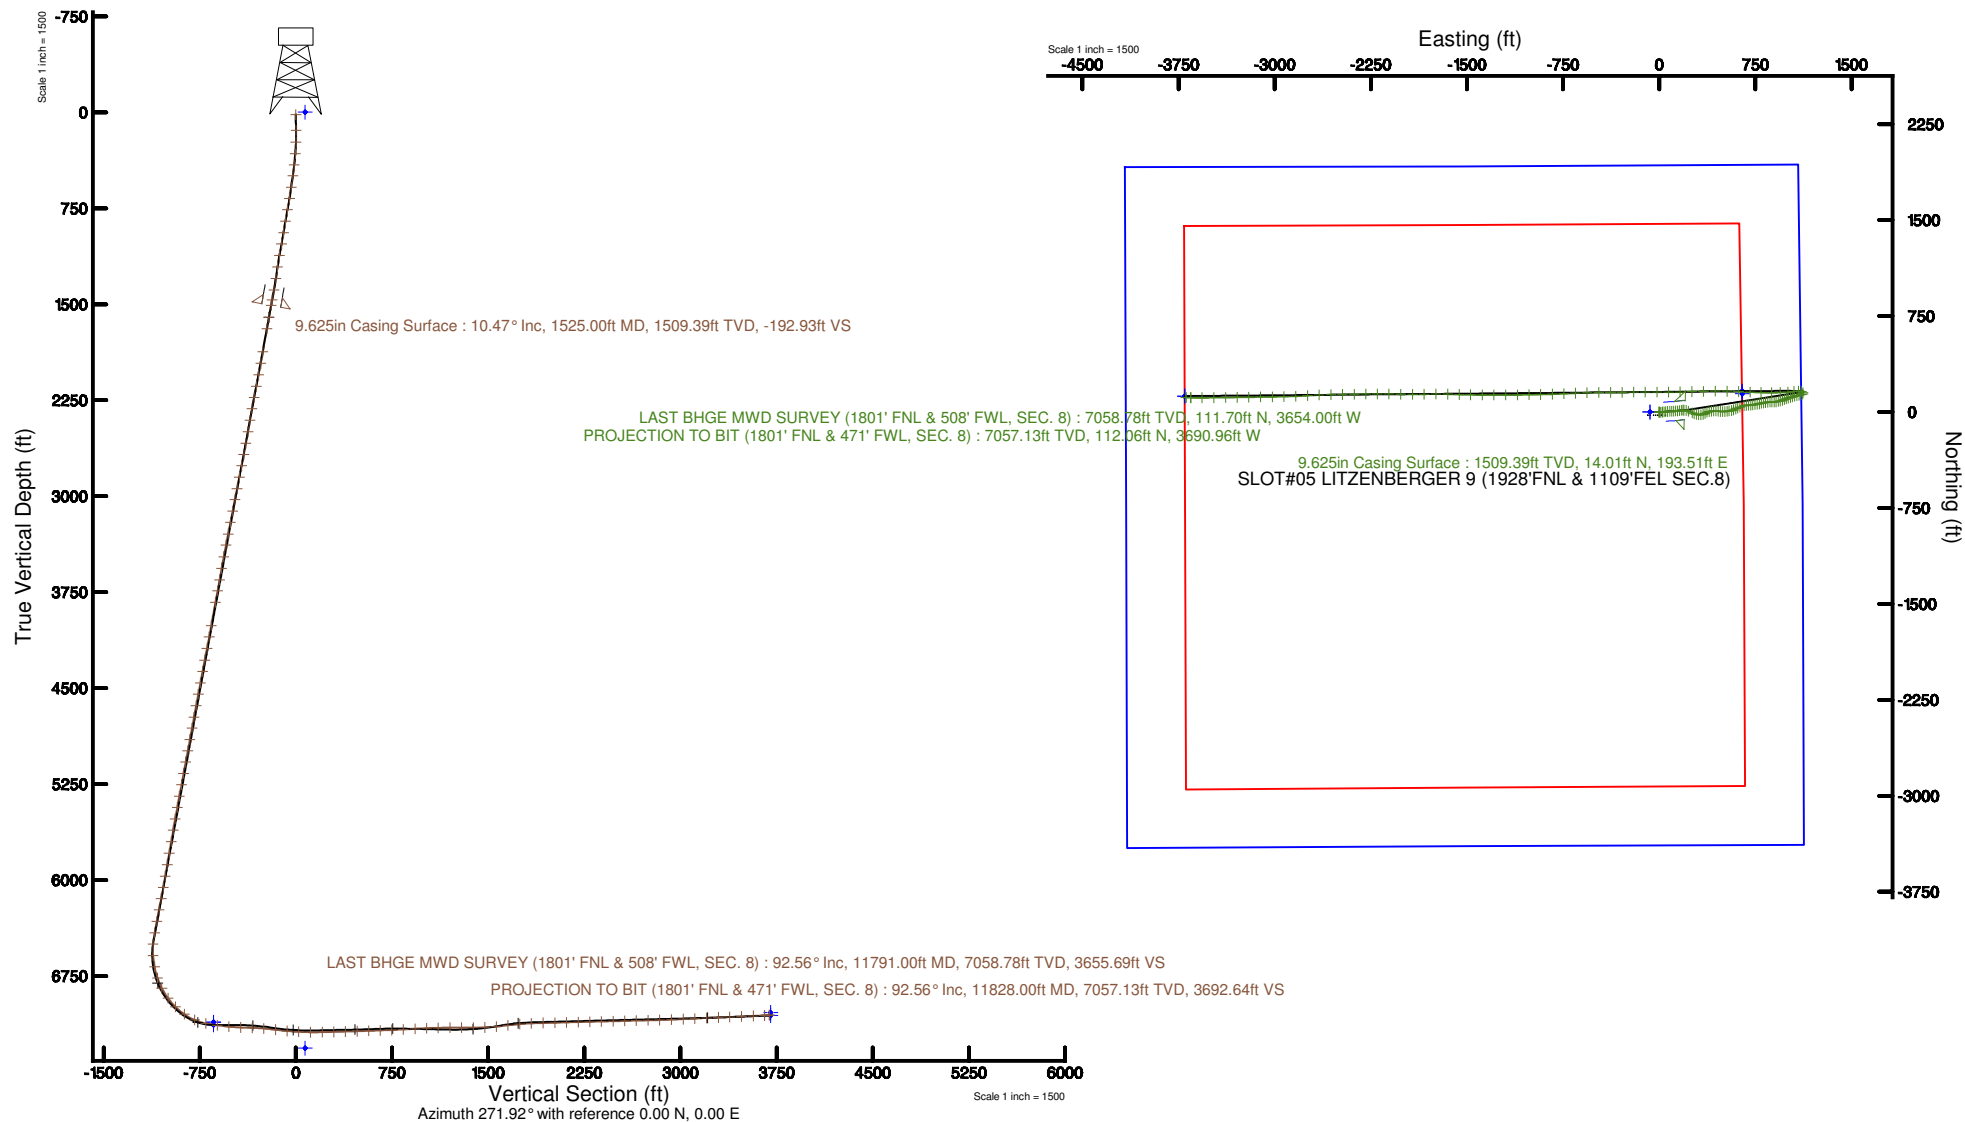 Scale 1 inch = 1500
-750
0
750
1500
2250
3000
3750
4500
5250
6000
6750
True Vertical Depth (ft)
9.625in Casing Surface : 10.47° Inc, 1525.00ft MD, 1509.39ft TVD, -192.93ft VS
LAST BHGE MWD SURVEY (1801' FNL & 508' FWL, SEC. 8) : 92.56° Inc, 11791.00ft MD, 7058.78ft TVD, 3655.69ft VS
PROJECTION TO BIT (1801' FNL & 471' FWL, SEC. 8) : 92.56° Inc, 11828.00ft MD, 7057.13ft TVD, 3692.64ft VS
-1500 -750 0 750 1500 2250 3000 3750 4500 5250 6000
Vertical Section (ft)
Scale 1 inch = 1500
Azimuth 271.92° with reference 0.00 N, 0.00 E
Easting (ft)
Scale 1 inch = 1500
-4500 -3750 -3000 -2250 -1500 -750 0 750 1500
2250
1500
750
0
-750
-1500
-2250
-3000
-3750
Northing (ft)
LAST BHGE MWD SURVEY (1801' FNL & 508' FWL, SEC. 8) : 7058.78ft TVD, 111.70ft N, 3654.00ft W
PROJECTION TO BIT (1801' FNL & 471' FWL, SEC. 8) : 7057.13ft TVD, 112.06ft N, 3690.96ft W
9.625in Casing Surface : 1509.39ft TVD, 14.01ft N, 193.51ft E
SLOT#05 LITZENBERGER 9 (1928'FNL & 1109'FEL SEC.8)